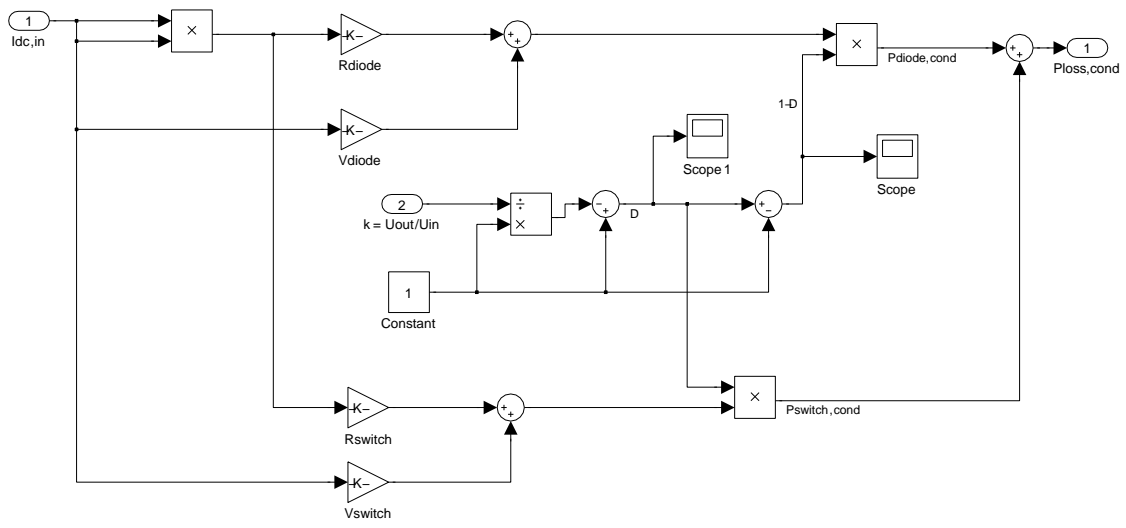 1
Idc,in
×
-K-
Rdiode
+
+
×
Pdiode,cond
+
+
1
Ploss,cond
1-D
-K-
Vdiode
Scope 1
Scope
2
k = Uout/Uin
÷
×
-
+
D
+
-
1
Constant
-K-
Rswitch
+
+
×
Pswitch,cond
-K-
Vswitch